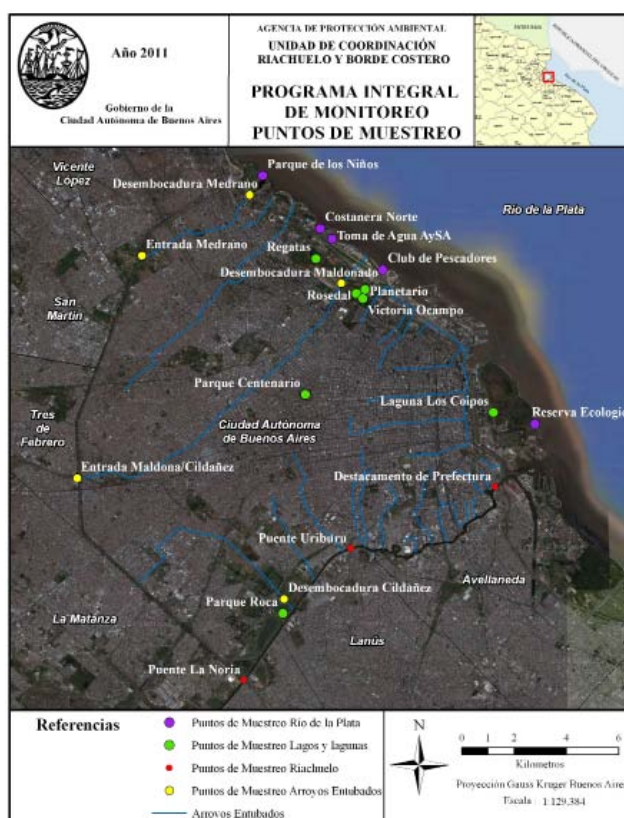 Año 2011
Gobierno de la
Ciudad Autónoma de Buenos Aires
AGENCIA DE PROTECCIÓN AMBIENTAL
UNIDAD DE COORDINACIÓN
RIACHUELO Y BORDE COSTERO
PROGRAMA INTEGRAL
DE MONITOREO
PUNTOS DE MUESTREO
Vicente
López
Parque de los Niños
Desembocadura Medrano
Río de la Plata
Costanera Norte
Toma de Agua AySA
Entrada Medrano
Regatas
Club de Pescadores
Desembocadura Maldonado
Planetario
Rosedal
Victoria Ocampo
San
Martín
Parque Centenario
Laguna Los Coipos
Reserva Ecologic
Tres
de
Febrero
Ciudad Autónoma
de Buenos Aires
Entrada Maldona/Cildáñez
Destacamento de Prefectura
Puente Uriburu
Avellaneda
Desembocadura Cildáñez
Parque Roca
La Matanza
Lanús
Puente La Noria
Referencias
Puntos de Muestreo Río de la Plata
Puntos de Muestreo Lagos y lagunas
Puntos de Muestreo Riachuelo
Puntos de Muestreo Arroyos Entubados
Arroyos Entubados
N
0 1 2 4 6
Kilometros
Proyección Gauss Kruger Buenos Aire
Escala 1:129.384